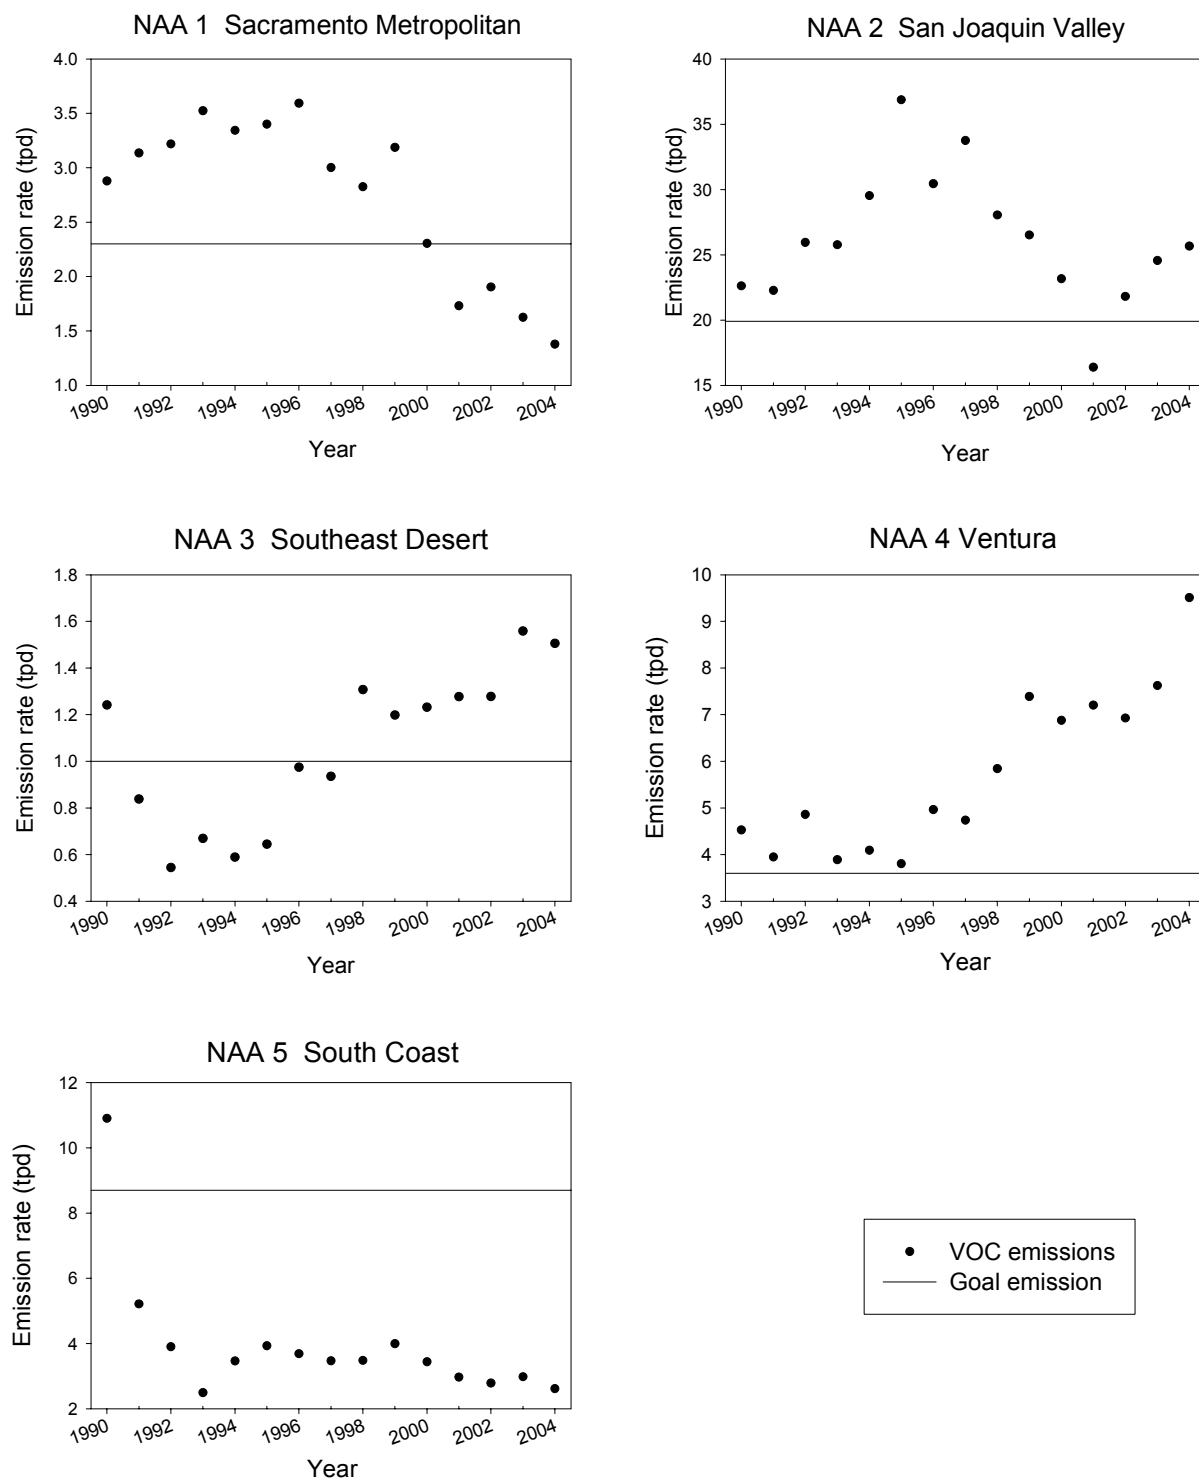 NAA 1 Sacramento Metropolitan
Emission rate (tpd)
4.0
3.5
3.0
2.5
2.0
1.5
1.0
1990 1992 1994 1996 1998 2000 2002 2004
Year
NAA 2 San Joaquin Valley
Emission rate (tpd)
40
35
30
25
20
15
1990 1992 1994 1996 1998 2000 2002 2004
Year
NAA 3 Southeast Desert
Emission rate (tpd)
1.8
1.6
1.4
1.2
1.0
0.8
0.6
0.4
1990 1992 1994 1996 1998 2000 2002 2004
Year
NAA 4 Ventura
Emission rate (tpd)
10
9
8
7
6
5
4
3
1990 1992 1994 1996 1998 2000 2002 2004
Year
NAA 5 South Coast
Emission rate (tpd)
12
10
8
6
4
2
1990 1992 1994 1996 1998 2000 2002 2004
Year
VOC emissions
Goal emission